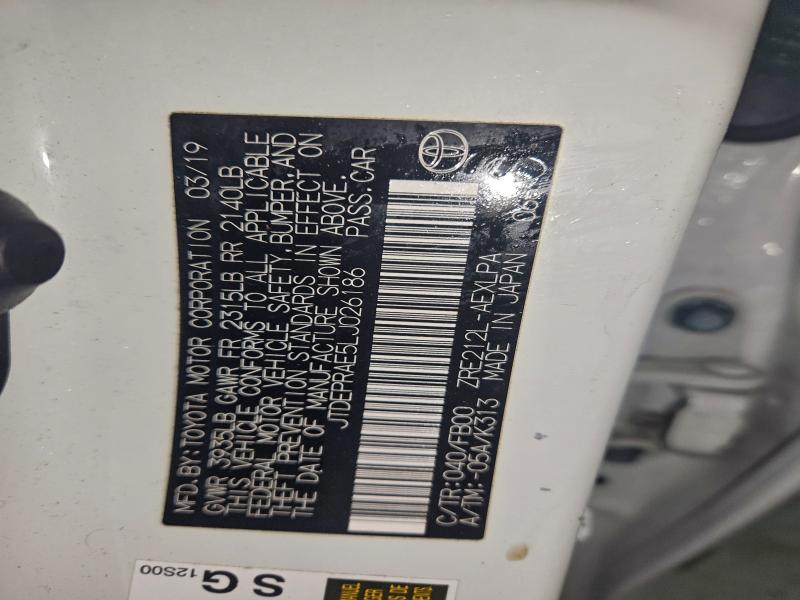 MFD. BY: TOYOTA MOTOR CORPORATION 03/19
GVWR 3935LB GAWR FR 2315LB RR 2140LB
THIS VEHICLE CONFORMS TO ALL APPLICABLE
FEDERAL MOTOR VEHICLE SAFETY, BUMPER, AND
THEFT PREVENTION STANDARDS IN EFFECT ON
THE DATE OF MANUFACTURE SHOWN ABOVE.
JTDEPRAE5LJ026186 PASS. CAR
C/TR: 040/FB00 ZRE212L-AEXLPA
A/TM: -05A/K313 MADE IN JAPAN
S G
12S00